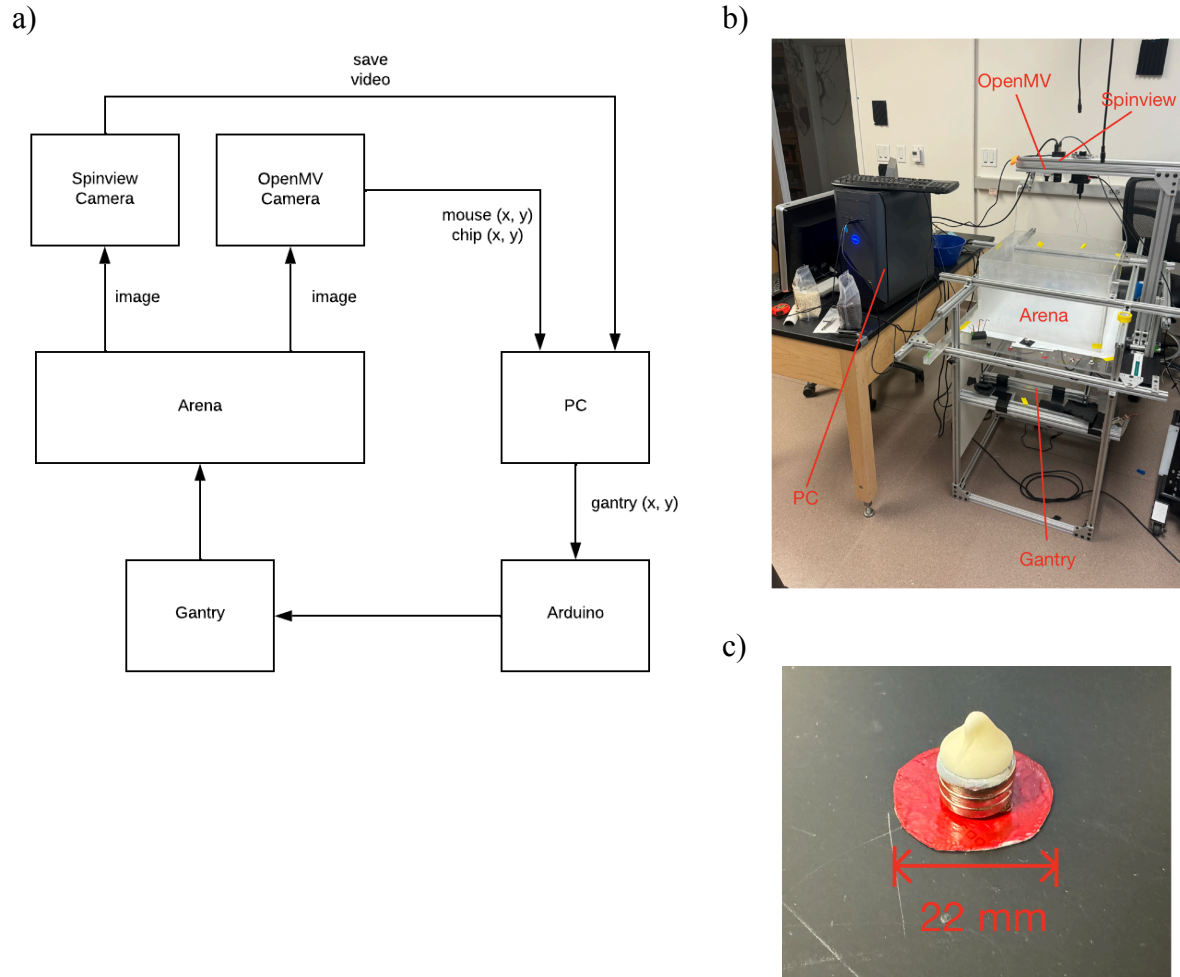 a)
save
video
Spinview
Camera
OpenMV
Camera
mouse (x, y)
chip (x, y)
image
image
Arena
PC
gantry (x, y)
Gantry
Arduino
b)
OpenMV
Spinview
Arena
PC
Gantry
c)
22 mm